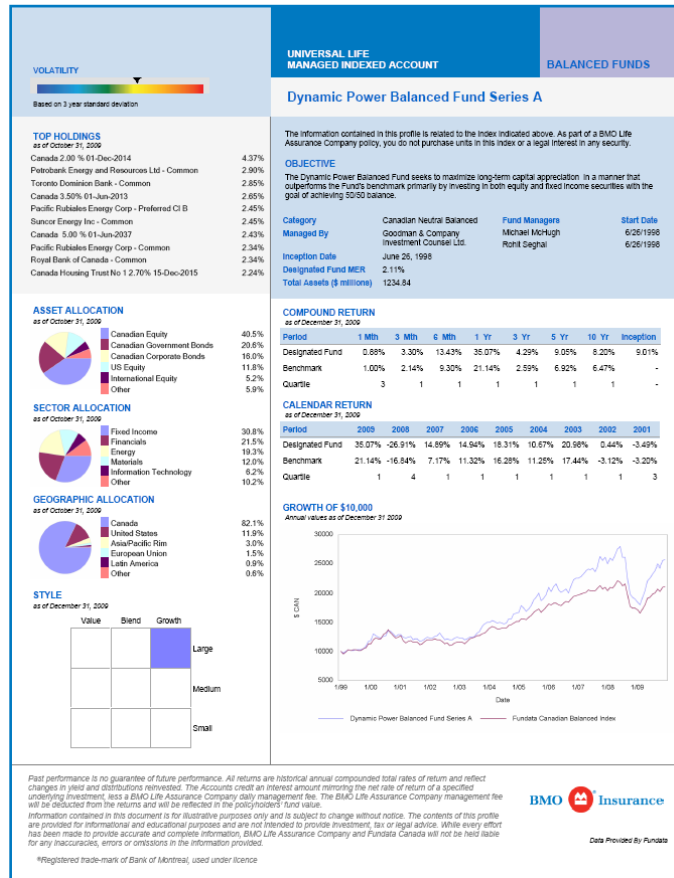 UNIVERSAL LIFE
MANAGED INDEXED ACCOUNT
BALANCED FUNDS
VOLATILITY
Based on 3 year standard deviation
Dynamic Power Balanced Fund Series A
TOP HOLDINGS
as of October 31, 2009
Canada 2.00 % 01-Dec-2014 4.37%
Petrobank Energy and Resources Ltd - Common 2.90%
Toronto Dominion Bank - Common 2.85%
Canada 3.50% 01-Jun-2013 2.65%
Pacific Rubiales Energy Corp - Preferred Cl B 2.45%
Suncor Energy Inc - Common 2.45%
Canada 5.00 % 01-Jun-2037 2.43%
Pacific Rubiales Energy Corp - Common 2.34%
Royal Bank of Canada - Common 2.34%
Canada Housing Trust No 1 2.70% 15-Dec-2015 2.24%
The information contained in this profile is related to the index indicated above. As part of a BMO Life
Assurance Company policy, you do not purchase units in this index or a legal interest in any security.
OBJECTIVE
The Dynamic Power Balanced Fund seeks to maximize long-term capital appreciation in a manner that
outperforms the Fund's benchmark primarily by investing in both equity and fixed income securities with the
goal of achieving 50/50 balance.
Category Canadian Neutral Balanced Fund Managers Start Date
Managed By Goodman & Company Michael McHugh 6/26/1998
Investment Counsel Ltd. Rohit Seghal 6/26/1998
Inception Date June 26, 1998
Designated Fund MER 2.11%
Total Assets ($ millions) 1234.84
ASSET ALLOCATION
as of October 31, 2009
Canadian Equity 40.5%
Canadian Government Bonds 20.6%
Canadian Corporate Bonds 16.0%
US Equity 11.8%
International Equity 5.2%
Other 5.9%
SECTOR ALLOCATION
as of October 31, 2009
Fixed Income 30.8%
Financials 21.5%
Energy 19.3%
Materials 12.0%
Information Technology 6.2%
Other 10.2%
GEOGRAPHIC ALLOCATION
as of October 31, 2009
Canada 82.1%
United States 11.9%
Asia/Pacific Rim 3.0%
European Union 1.5%
Latin America 0.9%
Other 0.6%
STYLE
as of December 31, 2009
Value Blend Growth
Large
Medium
Small
COMPOUND RETURN
as of December 31, 2009
Period 1 Mth 3 Mth 6 Mth 1 Yr 3 Yr 5 Yr 10 Yr Inception
Designated Fund 0.88% 3.30% 13.43% 35.07% 4.29% 9.05% 8.20% 9.01%
Benchmark 1.00% 2.14% 9.30% 21.14% 2.59% 6.92% 6.47% -
Quartile 3 1 1 1 1 1 1 -
CALENDAR RETURN
as of December 31, 2009
Period 2009 2008 2007 2006 2005 2004 2003 2002 2001
Designated Fund 35.07% -26.91% 14.89% 14.94% 18.31% 10.67% 20.98% 0.44% -3.49%
Benchmark 21.14% -16.84% 7.17% 11.32% 16.28% 11.25% 17.44% -3.12% -3.20%
Quartile 1 4 1 1 1 1 1 1 3
GROWTH OF $10,000
Annual values as of December 31 2009
30000
25000
20000
15000
10000
5000
$ CAN
1/99 1/00 1/01 1/02 1/03 1/04 1/05 1/06 1/07 1/08 1/09
Date
Dynamic Power Balanced Fund Series A Fundata Canadian Balanced Index
Past performance is no guarantee of future performance. All returns are historical annual compounded total rates of return and reflect
changes in yield and distributions reinvested. The Accounts credit an interest amount mirroring the net rate of return of a specified
underlying investment, less a BMO Life Assurance Company daily management fee. The BMO Life Assurance Company management fee
will be deducted from the returns and will be reflected in the policyholders' fund value.
Information contained in this document is for illustrative purposes only and is subject to change without notice. The contents of this profile
are provided for informational and educational purposes and are not intended to provide investment, tax or legal advice. While every effort
has been made to provide accurate and complete information, BMO Life Assurance Company and Fundata Canada will not be held liable
for any inaccuracies, errors or omissions in the information provided.
®Registered trade-mark of Bank of Montreal, used under licence
BMO Insurance
Data Provided By Fundata